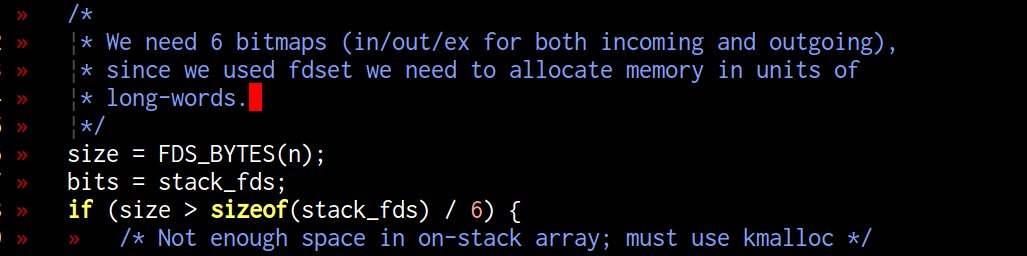 » /*
2 » ¦* We need 6 bitmaps (in/out/ex for both incoming and outgoing),
» ¦* since we used fdset we need to allocate memory in units of
» ¦* long-words.
» ¦*/
» size = FDS_BYTES(n);
» bits = stack_fds;
» if (size > sizeof(stack_fds) / 6) {
» » /* Not enough space in on-stack array; must use kmalloc */